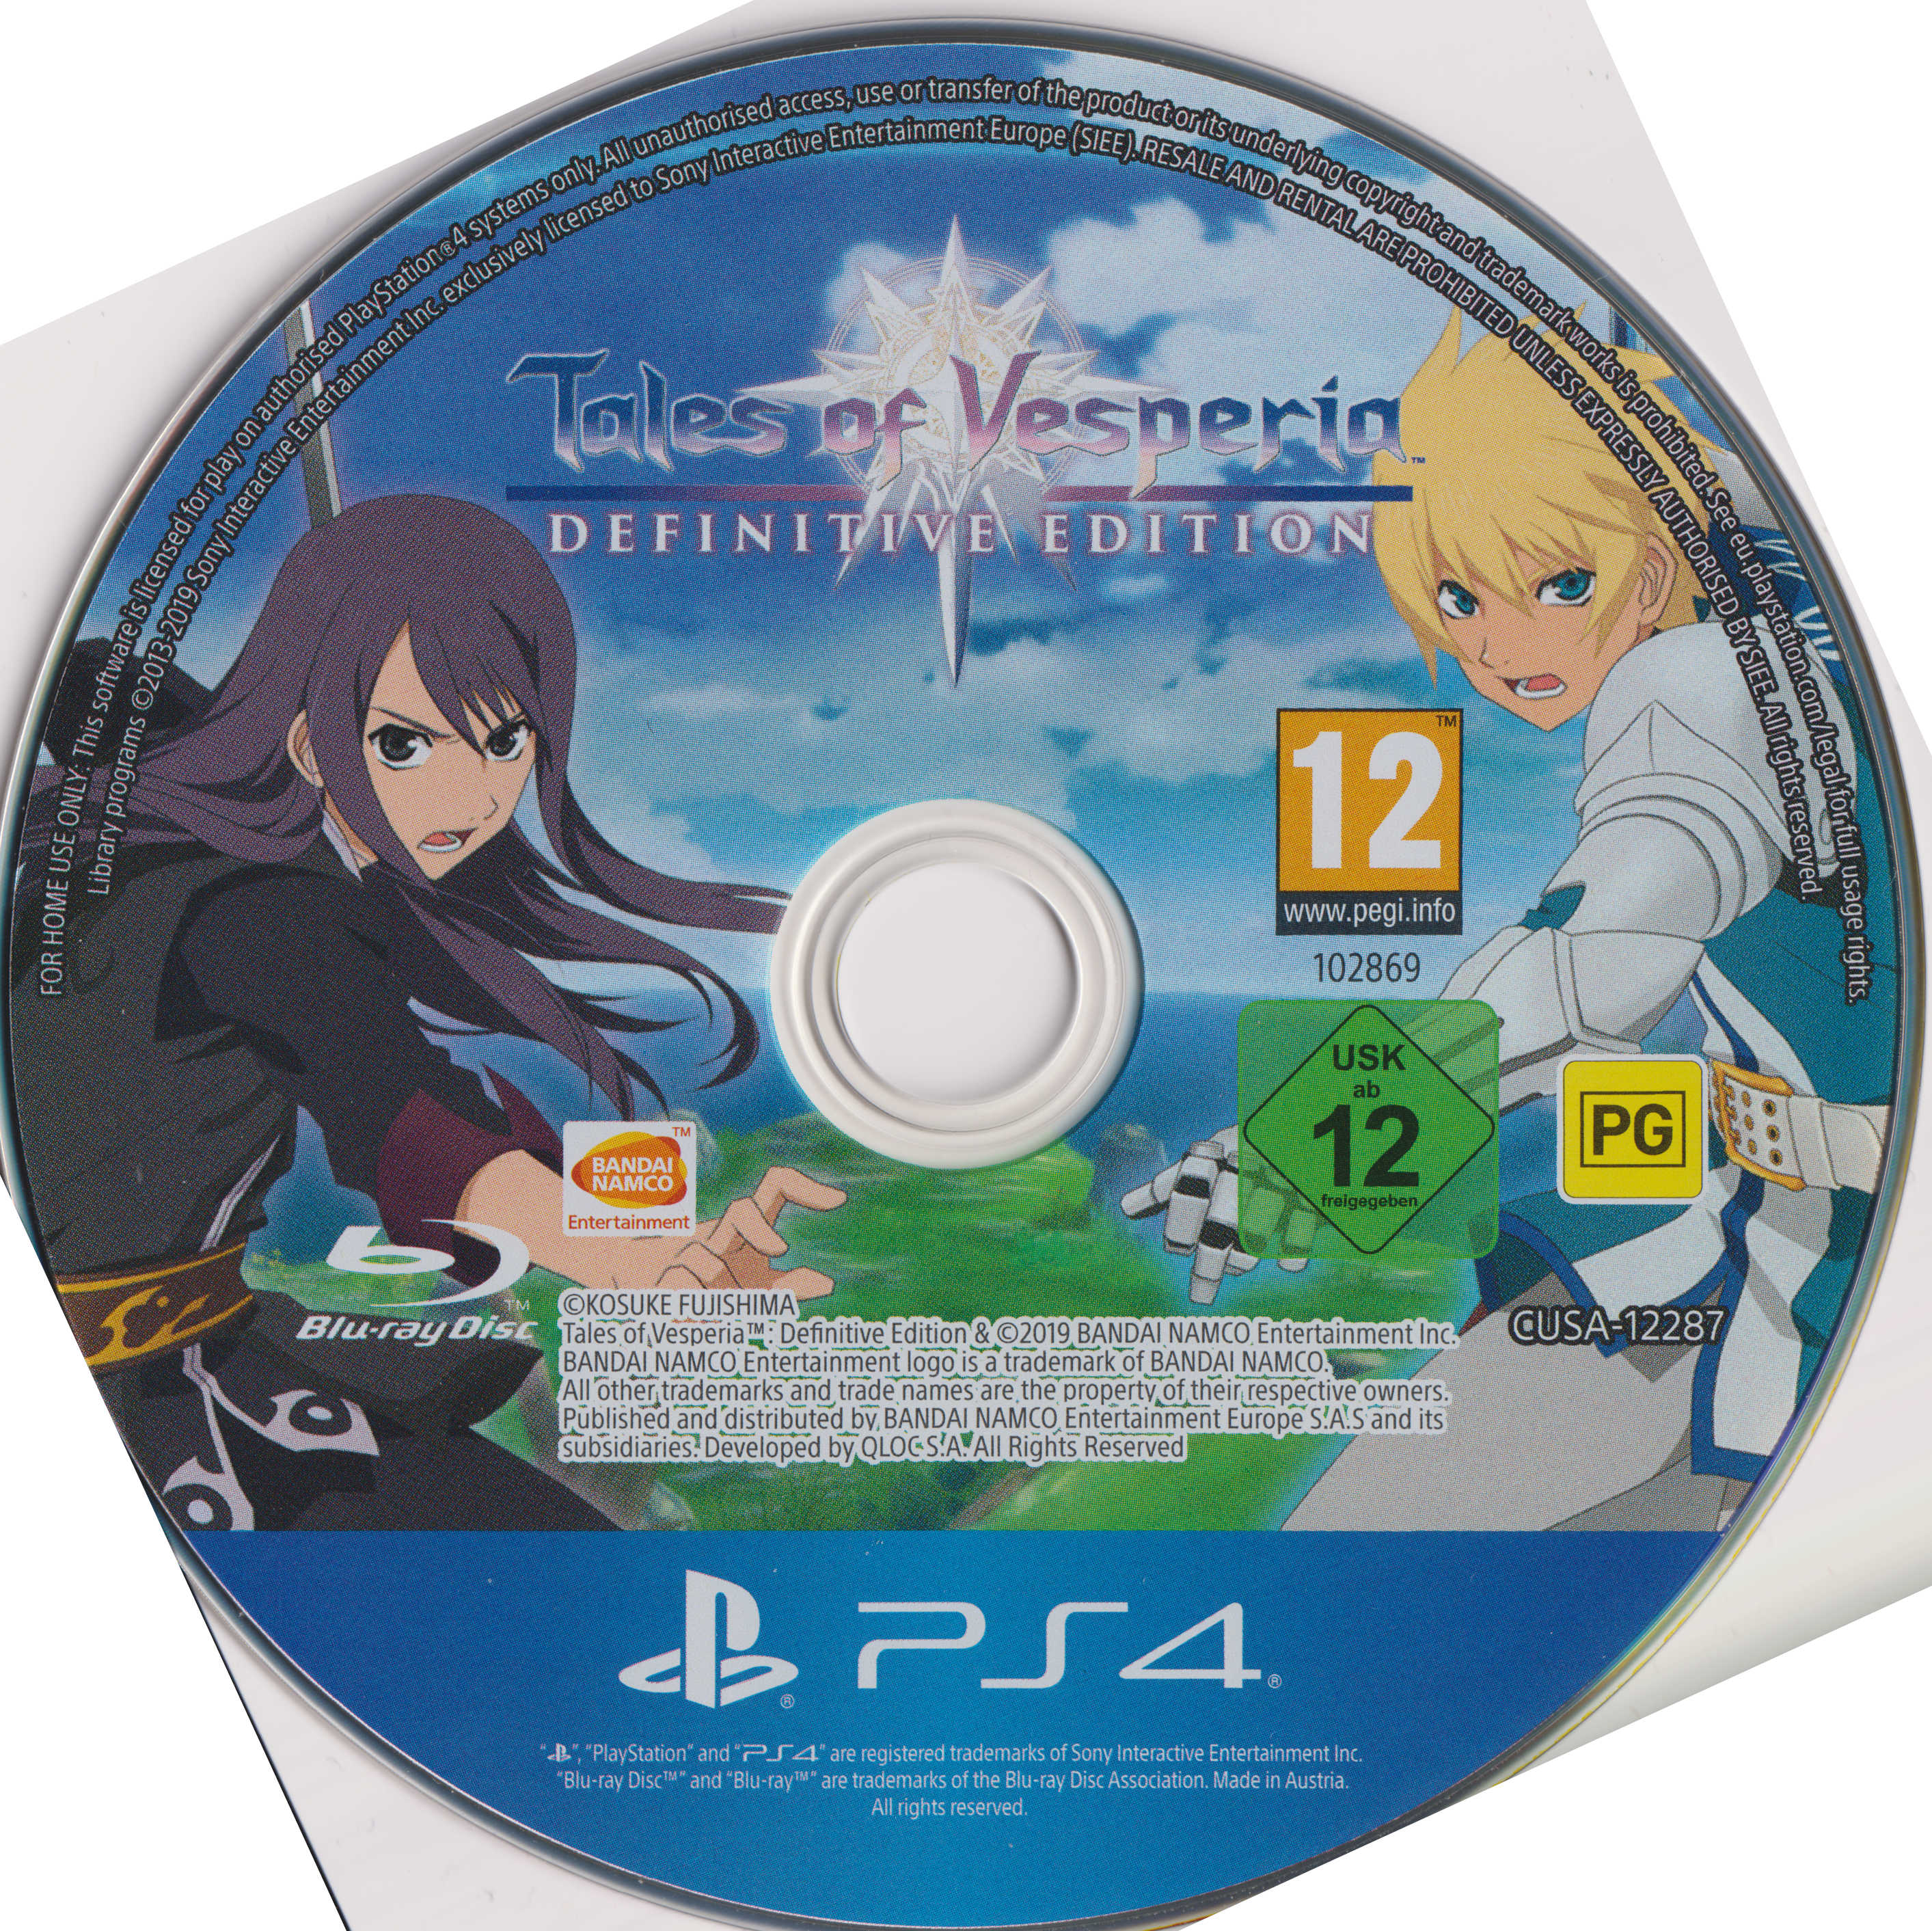 FOR HOME USE ONLY: This software is licensed for play on authorised PlayStation®4 systems only. All unauthorised access, use or transfer of the product or its underlying copyright and trademark works is prohibited. See eu.playstation.com/legal for full usage rights.
Library programs ©2013-2019 Sony Interactive Entertainment Inc. exclusively licensed to Sony Interactive Entertainment Europe (SIEE). RESALE AND RENTAL ARE PROHIBITED UNLESS EXPRESSLY AUTHORISED BY SIEE. All rights reserved.
Tales of Vesperia™
DEFINITIVE EDITION
12™
www.pegi.info
102869
USK
ab
12
freigegeben
PG
BANDAI™
NAMCO
Entertainment
Blu-ray Disc™
CUSA-12287
©KOSUKE FUJISHIMA
Tales of Vesperia™: Definitive Edition & ©2019 BANDAI NAMCO Entertainment Inc.
BANDAI NAMCO Entertainment logo is a trademark of BANDAI NAMCO.
All other trademarks and trade names are the property of their respective owners.
Published and distributed by BANDAI NAMCO Entertainment Europe S.A.S and its
subsidiaries. Developed by QLOC S.A. All Rights Reserved
® PS4®
“ ”, “PlayStation” and “PS4” are registered trademarks of Sony Interactive Entertainment Inc.
“Blu-ray Disc™” and “Blu-ray™” are trademarks of the Blu-ray Disc Association. Made in Austria.
All rights reserved.